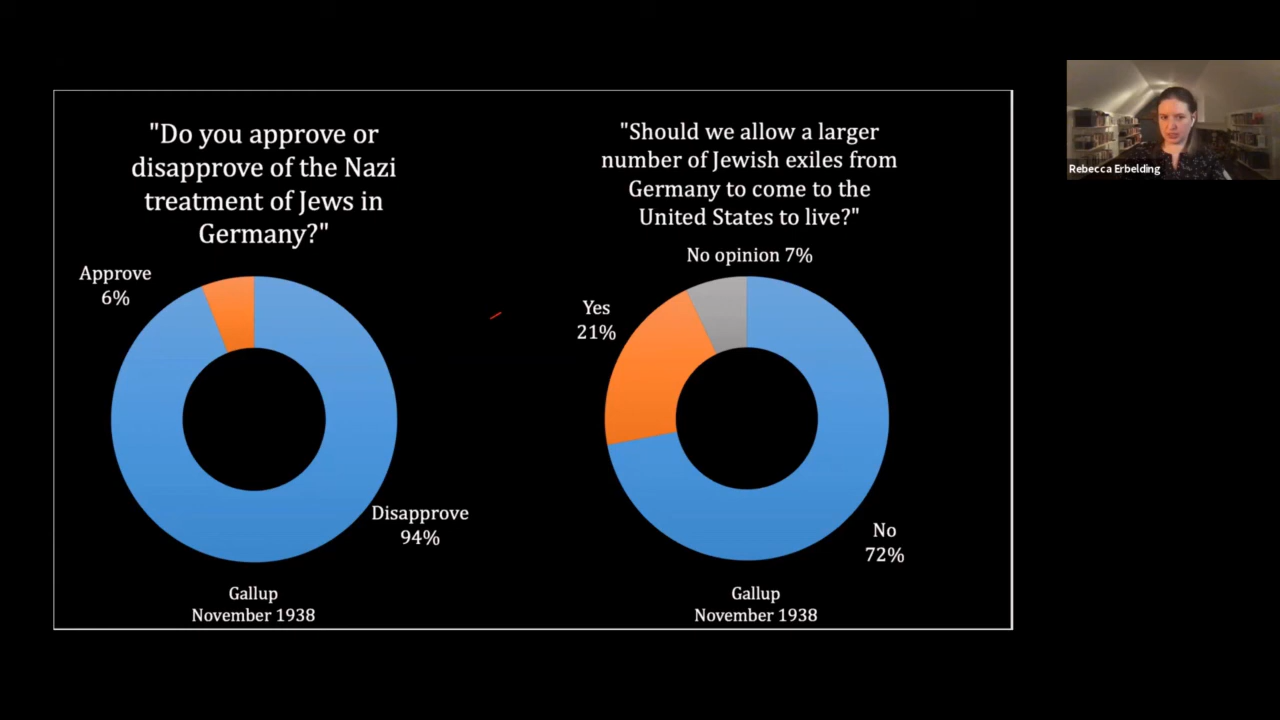 "Do you approve or
disapprove of the Nazi
treatment of Jews in
Germany?"
Approve
6%
Disapprove
94%
Gallup
November 1938
"Should we allow a larger
number of Jewish exiles from
Germany to come to the
United States to live?"
No opinion 7%
Yes
21%
No
72%
Gallup
November 1938
Rebecca Erbelding